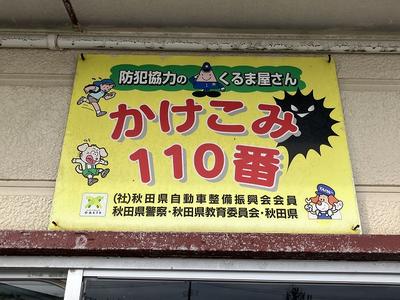 防犯協力の くるま屋さん
かけこみ
110番
(社)秋田県自動車整備振興会会員
秋田県警察・秋田県教育委員会・秋田県